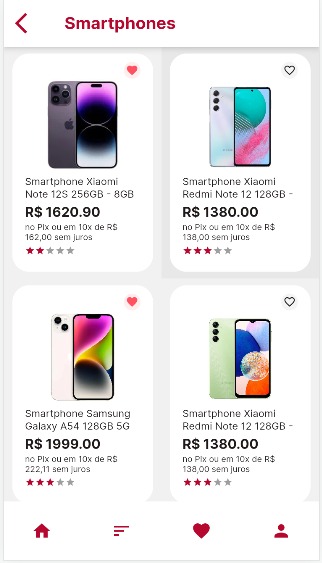 Smartphones
Smartphone Xiaomi
Note 12S 256GB - 8GB
R$ 1620.90
no Pix ou em 10x de R$
162,00 sem juros
Smartphone Xiaomi
Redmi Note 12 128GB -
R$ 1380.00
no Pix ou em 10x de R$
138,00 sem juros
Smartphone Samsung
Galaxy A54 128GB 5G
R$ 1999.00
no Pix ou em 10x de R$
222,11 sem juros
Smartphone Xiaomi
Redmi Note 12 128GB -
R$ 1380.00
no Pix ou em 10x de R$
138,00 sem juros